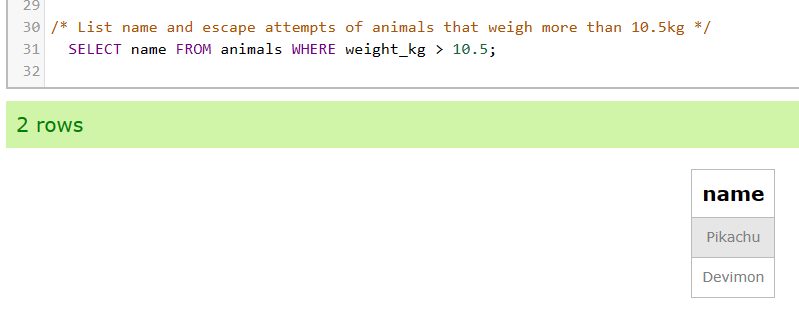 29
30 /* List name and escape attempts of animals that weigh more than 10.5kg */
31 SELECT name FROM animals WHERE weight_kg > 10.5;
32
2 rows
name
Pikachu
Devimon